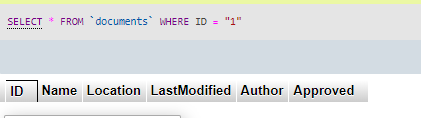 SELECT * FROM `documents` WHERE ID = "1"
ID Name Location LastModified Author Approved